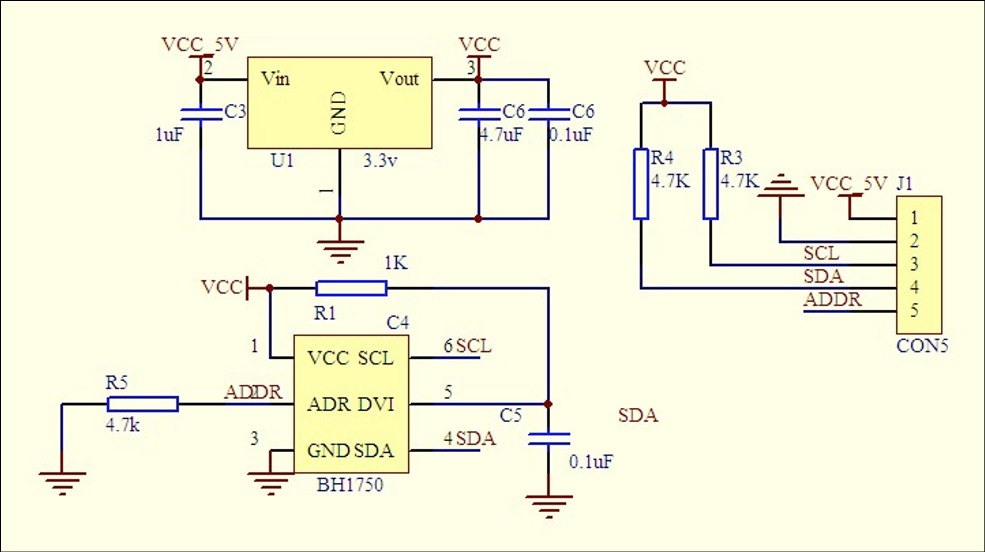 VCC_5V
VCC
2
Vin
Vout
3
GND
C3
1uF
C6
4.7uF
C6
0.1uF
U1
3.3v
1
VCC
R4
4.7K
R3
4.7K
VCC_5V
J1
1
2
SCL
3
SDA
4
ADDR
5
CON5
VCC
1K
R1
C4
1
VCC
SCL
6
SCL
R5
4.7k
ADDR
2
ADR
DVI
5
C5
SDA
3
GND
SDA
4
SDA
0.1uF
BH1750